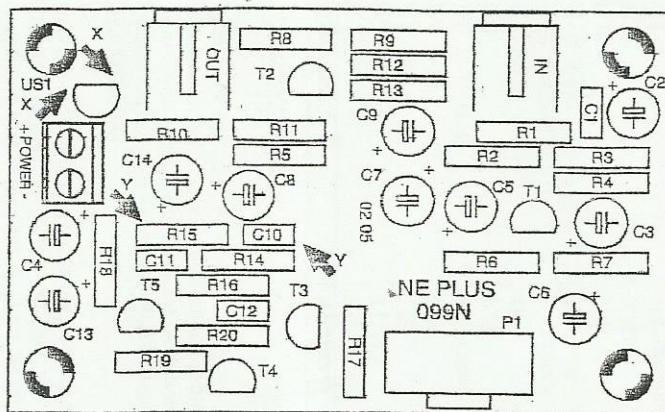 X
R8
R9
OUT
IN
US1
T2
R12
C2
X
R13
C1
+POWER-
C9
R10
R11
R1
C14
R5
R2
R3
C8
C7
C5
T1
R4
Y
02 05
R15
C10
C3
C4
R18
C11
R14
Y
R6
R7
T5
R16
T3
NE PLUS
099N
C6
C13
C12
P1
R20
R17
R19
T4